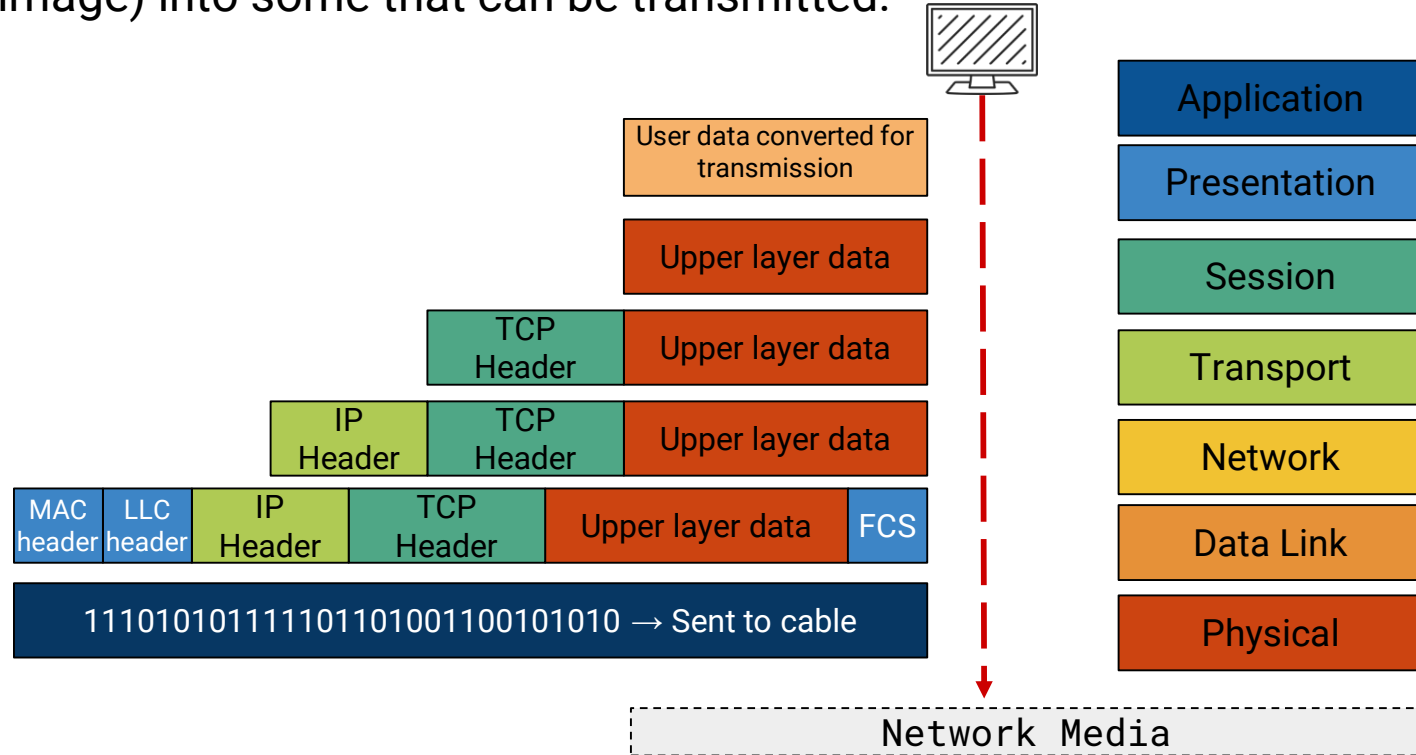 image) into some that can be transmitted.
Application
User data converted for
transmission
Presentation
Upper layer data
Session
TCP
Header
Upper layer data
Transport
IP
Header
TCP
Header
Upper layer data
Network
MAC
header
LLC
header
IP
Header
TCP
Header
Upper layer data
FCS
Data Link
1110101011111011010011001010​10 → Sent to cable
Physical
Network Media